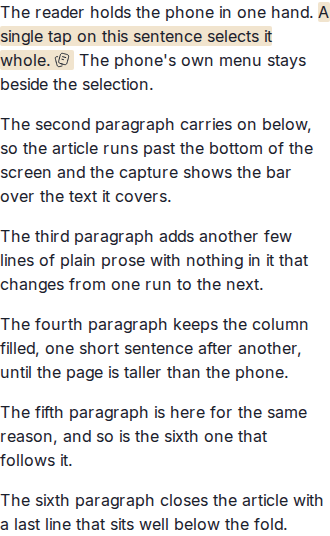 The reader holds the phone in one hand. A
single tap on this sentence selects it
whole. The phone's own menu stays
beside the selection.
The second paragraph carries on below,
so the article runs past the bottom of the
screen and the capture shows the bar
over the text it covers.
The third paragraph adds another few
lines of plain prose with nothing in it that
changes from one run to the next.
The fourth paragraph keeps the column
filled, one short sentence after another,
until the page is taller than the phone.
The fifth paragraph is here for the same
reason, and so is the sixth one that
follows it.
The sixth paragraph closes the article with
a last line that sits well below the fold.